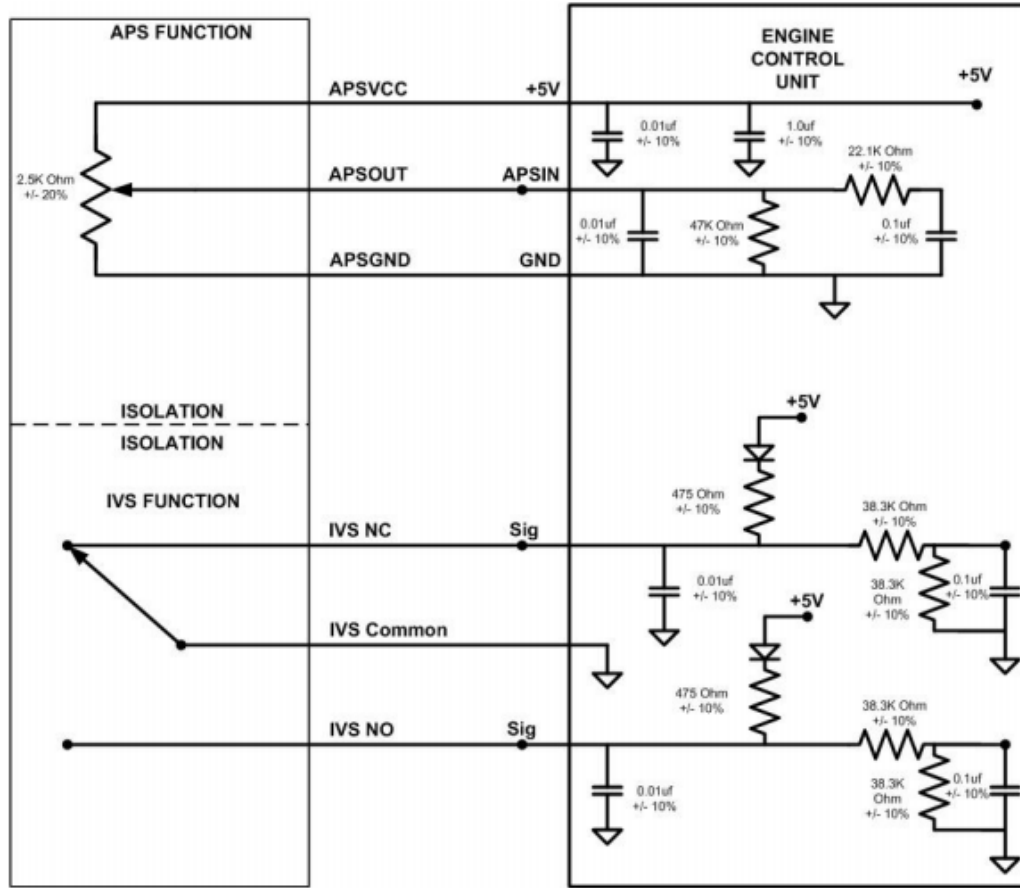 APS FUNCTION
ENGINE
CONTROL
UNIT
APSVCC
+5V
+5V
0.01uf
+/- 10%
1.0uf
+/- 10%
22.1K Ohm
+/- 10%
2.5K Ohm
+/- 20%
APSOUT
APSIN
0.01uf
+/- 10%
47K Ohm
+/- 10%
0.1uf
+/- 10%
APSGND
GND
ISOLATION
ISOLATION
+5V
IVS FUNCTION
475 Ohm
+/- 10%
38.3K Ohm
+/- 10%
IVS NC
Sig
0.01uf
+/- 10%
38.3K
Ohm
+/- 10%
0.1uf
+/- 10%
+5V
IVS Common
475 Ohm
+/- 10%
38.3K Ohm
+/- 10%
IVS NO
Sig
0.01uf
+/- 10%
38.3K
Ohm
+/- 10%
0.1uf
+/- 10%